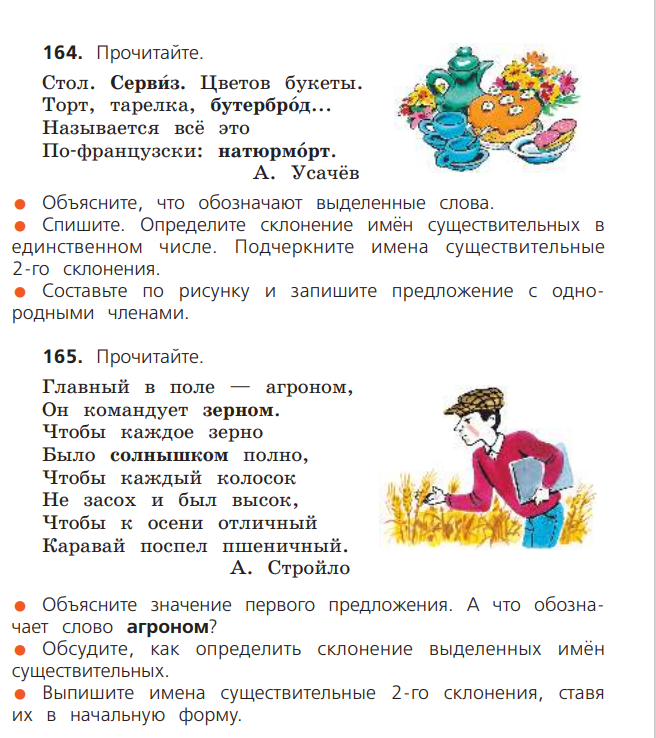 164. Прочитайте.
Стол. Серви́з. Цветов букеты.
Торт, тарелка, бутербро́д...
Называется всё это
По-французски: натюрмо́рт.
А. Усачёв
● Объясните, что обозначают выделенные слова.
● Спишите. Определите склонение имён существительных в
единственном числе. Подчеркните имена существительные
2-го склонения.
● Составьте по рисунку и запишите предложение с одно-
родными членами.
165. Прочитайте.
Главный в поле — агроном,
Он командует зерном.
Чтобы каждое зерно
Было солнышком полно,
Чтобы каждый колосок
Не засох и был высок,
Чтобы к осени отличный
Каравай поспел пшеничный.
А. Стройло
● Объясните значение первого предложения. А что обозна-
чает слово агроном?
● Обсудите, как определить склонение выделенных имён
существительных.
● Выпишите имена существительные 2-го склонения, ставя
их в начальную форму.